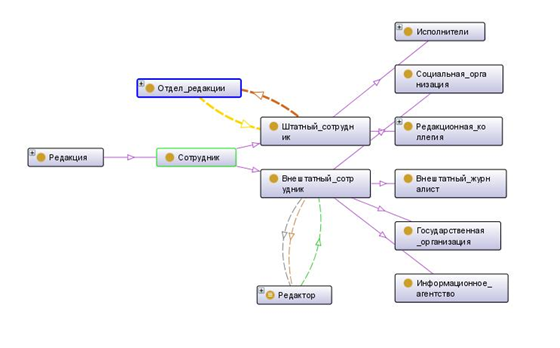 Исполнители
Социальная_орга
низация
Отдел_редакции
Штатный_сотрудн
ик
Редакционная_ко
ллегия
Редакция
Сотрудник
Внештатный_сотр
удник
Внештатный_журн
алист
Государственная
_организация
Информационное_
агентство
Редактор